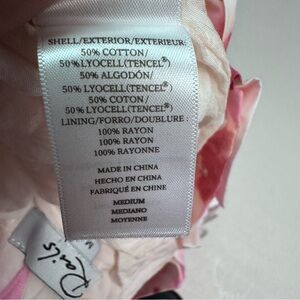 SHELL/EXTERIOR/EXTERIEUR:
50% COTTON/
50% LYOCELL(TENCEL®)
50% ALGODÓN/
50% LYOCELL(TENCEL®)
50% COTON/
50% LYOCELL(TENCEL®)
LINING/FORRO/DOUBLURE:
100% RAYON
100% RAYON
100% RAYONNE
MADE IN CHINA
HECHO EN CHINA
FABRIQUÉ EN CHINE
MEDIUM
MEDIANO
MOYENNE
M
Rails